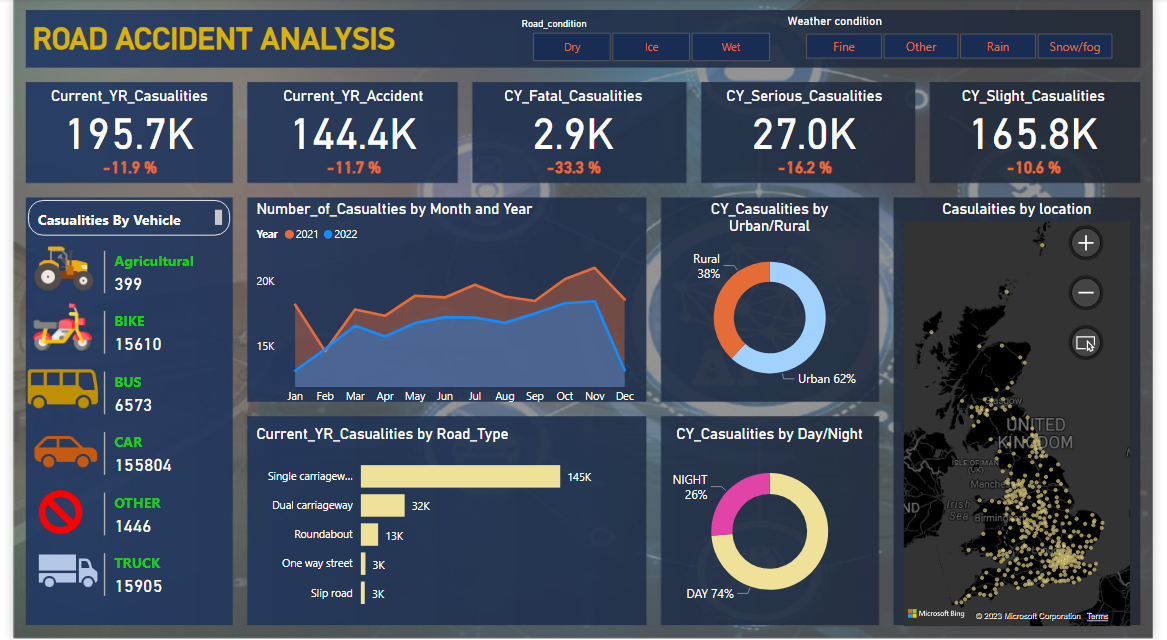 ROAD ACCIDENT ANALYSIS
Road_condition
Dry
Ice
Wet
Weather condition
Fine
Other
Rain
Snow/fog
Current_YR_Casualities
195.7K
-11.9 %
Current_YR_Accident
144.4K
-11.7 %
CY_Fatal_Casualities
2.9K
-33.3 %
CY_Serious_Casualities
27.0K
-16.2 %
CY_Slight_Casualities
165.8K
-10.6 %
Casualities By Vehicle
Agricultural
399
BIKE
15610
BUS
6573
CAR
155804
OTHER
1446
TRUCK
15905
Number_of_Casualties by Month and Year
Year 2021 2022
20K
15K
Jan Feb Mar Apr May Jun Jul Aug Sep Oct Nov Dec
Current_YR_Casualities by Road_Type
Single carriagew... 145K
Dual carriageway 32K
Roundabout 13K
One way street 3K
Slip road 3K
CY_Casualities by
Urban/Rural
Rural
38%
Urban 62%
CY_Casualities by Day/Night
NIGHT
26%
DAY 74%
Casulaities by location
Glasgow
UNITED
KINGDOM
ISLE OF MAN
(UK)
Manche
Irish
Sea
Birming
ND
Microsoft Bing
© 2023 Microsoft Corporation Terms